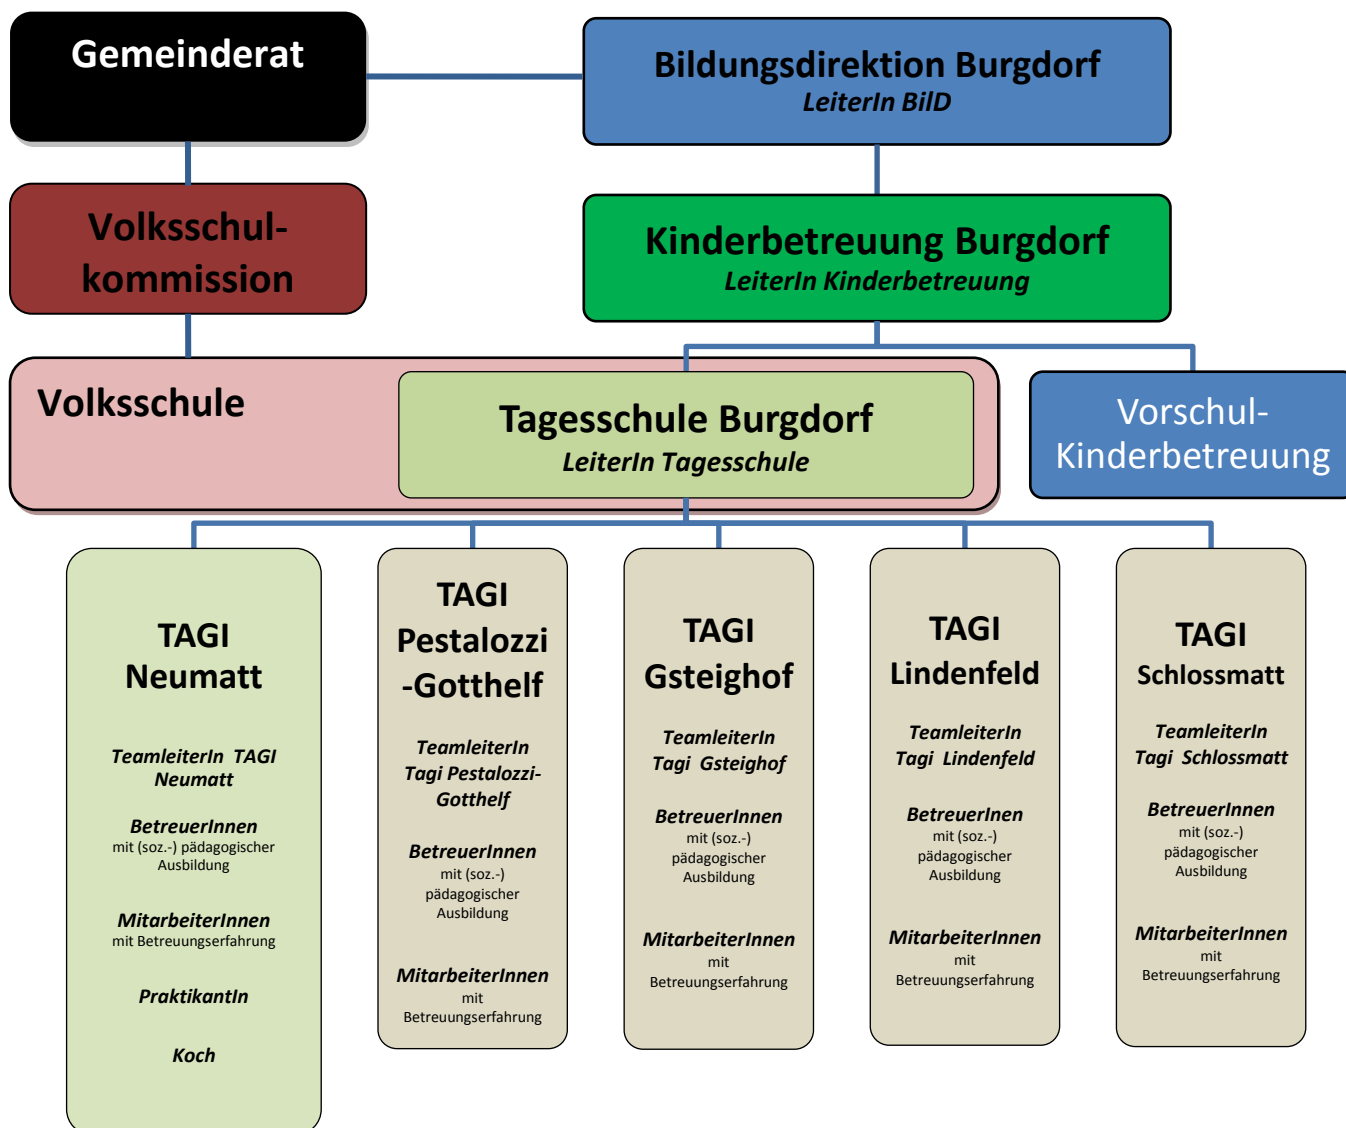 Gemeinderat
Bildungsdirektion Burgdorf
LeiterIn BilD
Volksschul-
kommission
Kinderbetreuung Burgdorf
LeiterIn Kinderbetreuung
Volksschule
Tagesschule Burgdorf
LeiterIn Tagesschule
Vorschul-
Kinderbetreuung
TAGI
Neumatt
TeamleiterIn TAGI
Neumatt
BetreuerInnen
mit (soz.-) pädagogischer
Ausbildung
MitarbeiterInnen
mit Betreuungserfahrung
PraktikantIn
Koch
TAGI
Pestalozzi
-Gotthelf
TeamleiterIn
Tagi Pestalozzi-
Gotthelf
BetreuerInnen
mit (soz.-)
pädagogischer
Ausbildung
MitarbeiterInnen
mit
Betreuungserfahrung
TAGI
Gsteighof
TeamleiterIn
Tagi Gsteighof
BetreuerInnen
mit (soz.-)
pädagogischer
Ausbildung
MitarbeiterInnen
mit
Betreuungserfahrung
TAGI
Lindenfeld
TeamleiterIn
Tagi Lindenfeld
BetreuerInen
mit (soz.-)
pädagogischer
Ausbildung
MitarbeiterInnen
mit
Betreuungserfahrung
TAGI
Schlossmatt
TeamleiterIn
Tagi Schlossmatt
BetreuerInnen
mit (soz.-)
pädagogischer
Ausbildung
MitarbeiterInnen
mit
Betreuungserfahrung